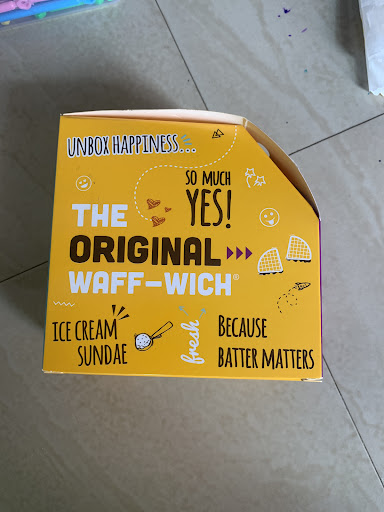 UNBOX HAPPINESS...
SO MUCH
YES!
THE
ORIGINAL
WAFF-WICH®
ICE CREAM
SUNDAE
fresh
BECAUSE
BATTER MATTERS